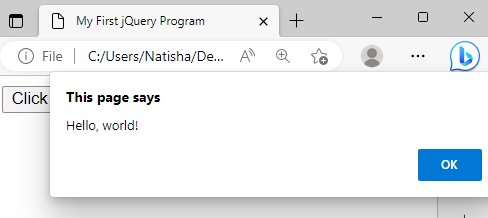 My First jQuery Program
File
C:/Users/Natisha/De...
Click
This page says
Hello, world!
OK